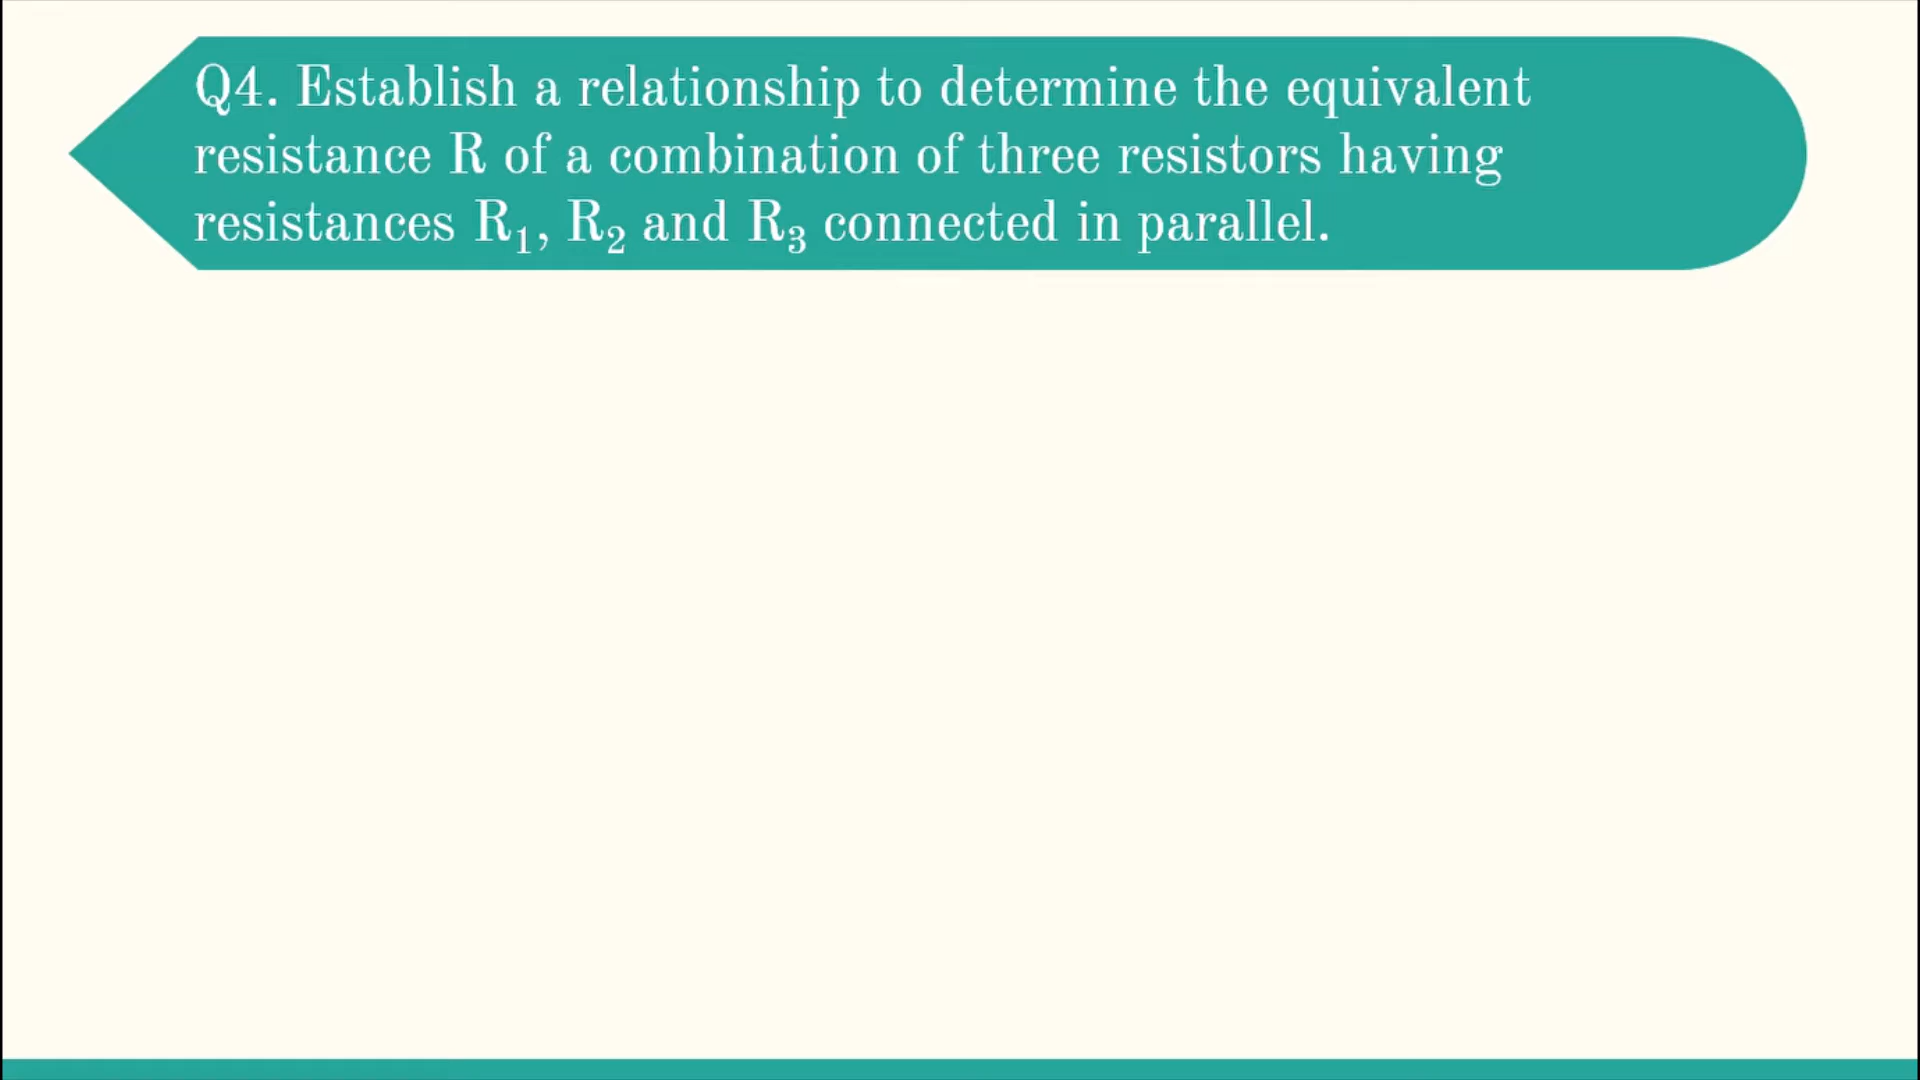 Q4. Establish a relationship to determine the equivalent
resistance R of a combination of three resistors having
resistances R₁, R₂ and R₃ connected in parallel.